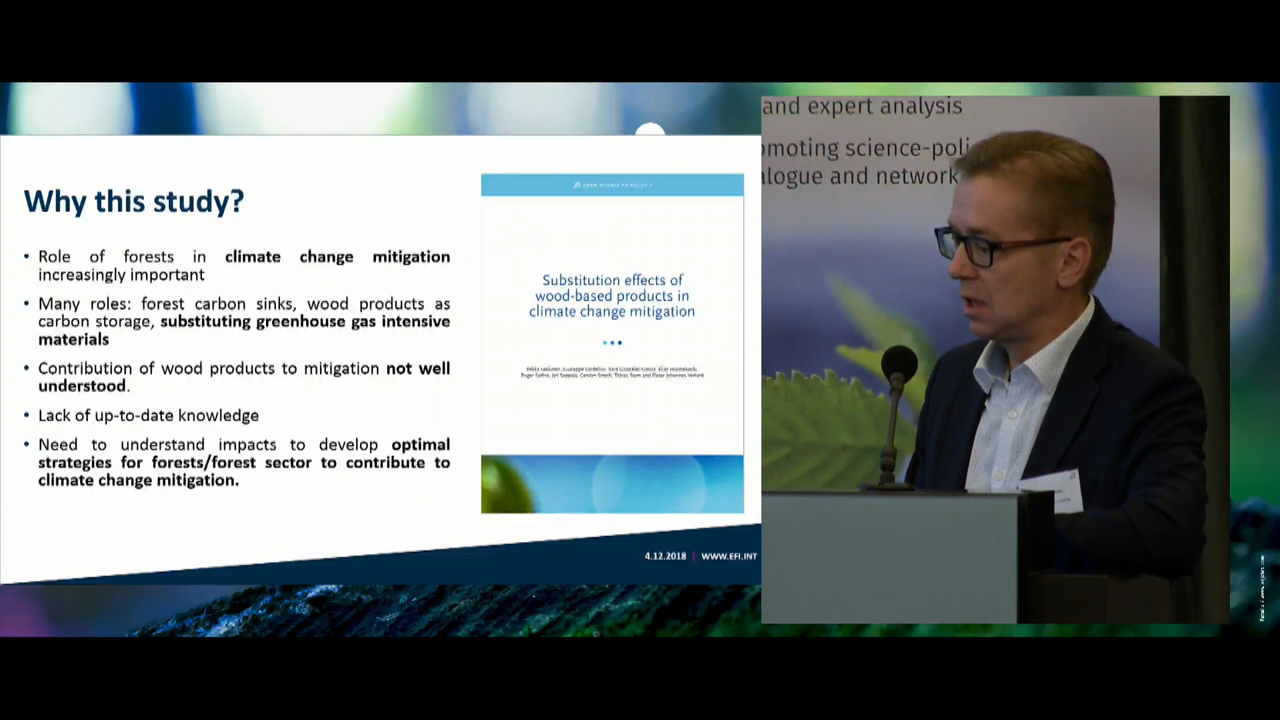 and expert analysis
omoting science-poli
alogue and network
Why this study?
• Role of forests in climate change mitigation
increasingly important
• Many roles: forest carbon sinks, wood products as
carbon storage, substituting greenhouse gas intensive
materials
• Contribution of wood products to mitigation not well
understood.
• Lack of up-to-date knowledge
• Need to understand impacts to develop optimal
strategies for forests/forest sector to contribute to
climate change mitigation.
Substitution effects of
wood-based products in
climate change mitigation
4.12.2018 | WWW.EFI.INT